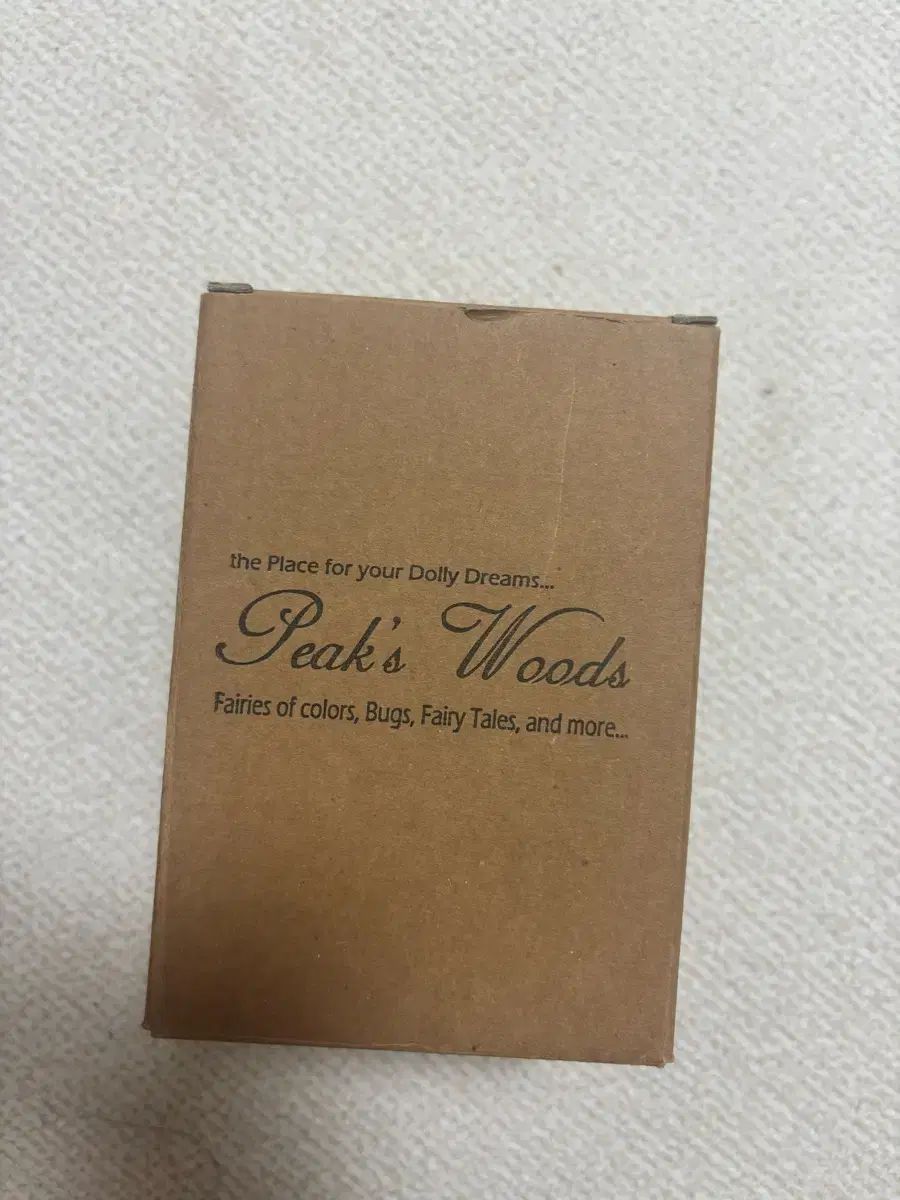 the Place for your Dolly Dreams...
Peak's Woods
Fairies of colors, Bugs, Fairy Tales, and more...